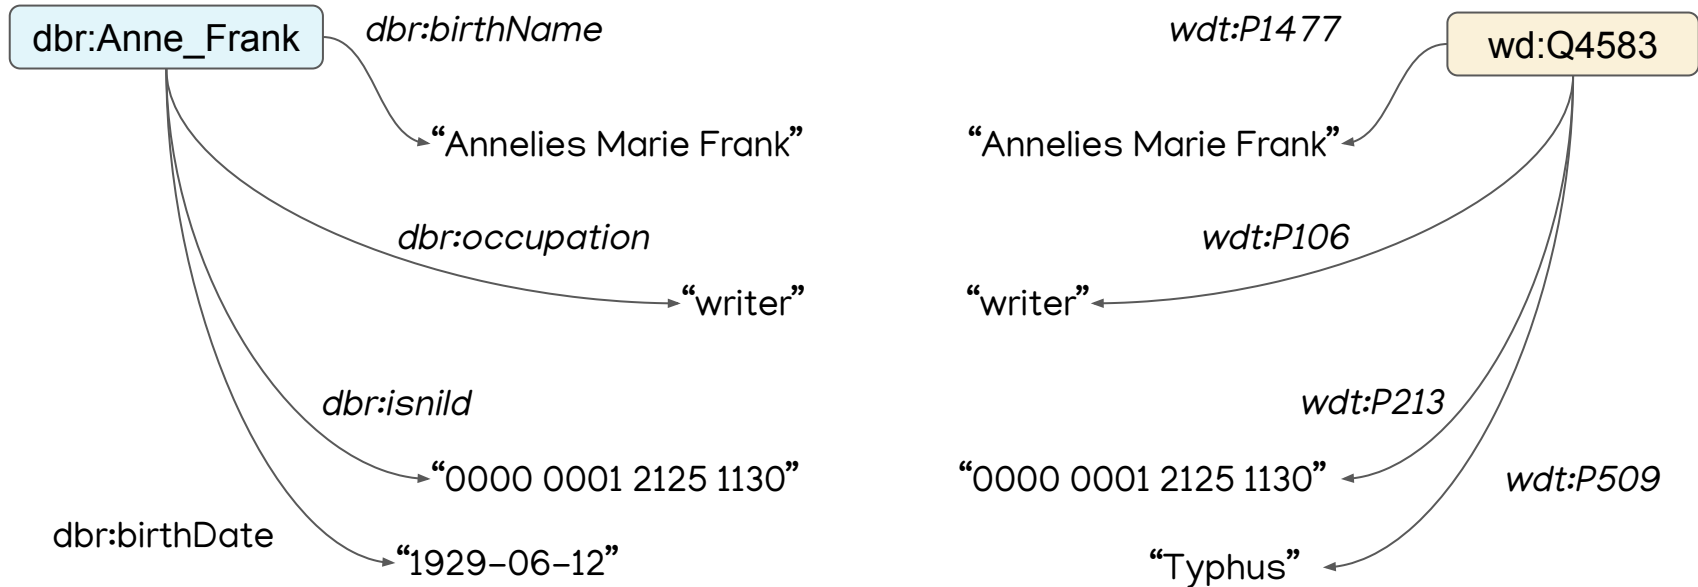 dbr:Anne_Frank
dbr:birthName
wdt:P1477
wd:Q4583
“Annelies Marie Frank”
“Annelies Marie Frank”
dbr:occupation
wdt:P106
“writer”
“writer”
dbr:isniId
wdt:P213
“0000 0001 2125 1130”
“0000 0001 2125 1130”
wdt:P509
dbr:birthDate
“1929–06–12”
“Typhus”